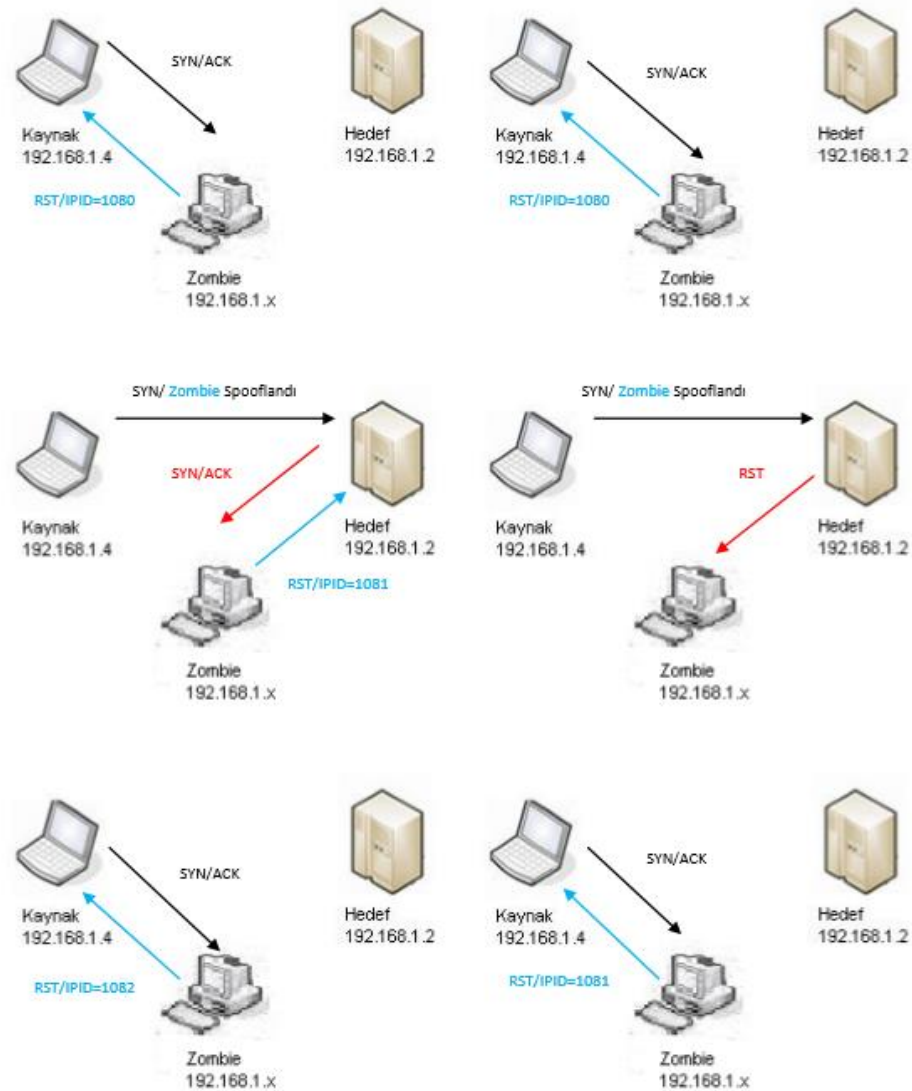 SYN/ACK
Kaynak
192.168.1.4
Hedef
192.168.1.2
RST/IPID=1080
Zombie
192.168.1.x
SYN/ACK
Kaynak
192.168.1.4
Hedef
192.168.1.2
RST/IPID=1080
Zombie
192.168.1.x
SYN/ Zombie Spooflandı
SYN/ACK
Kaynak
192.168.1.4
Hedef
192.168.1.2
RST/IPID=1081
Zombie
192.168.1.x
SYN/ Zombie Spooflandı
RST
Kaynak
192.168.1.4
Hedef
192.168.1.2
Zombie
192.168.1.x
SYN/ACK
Kaynak
192.168.1.4
Hedef
192.168.1.2
RST/IPID=1082
Zombie
192.168.1.x
SYN/ACK
Kaynak
192.168.1.4
Hedef
192.168.1.2
RST/IPID=1081
Zombie
192.168.1.x